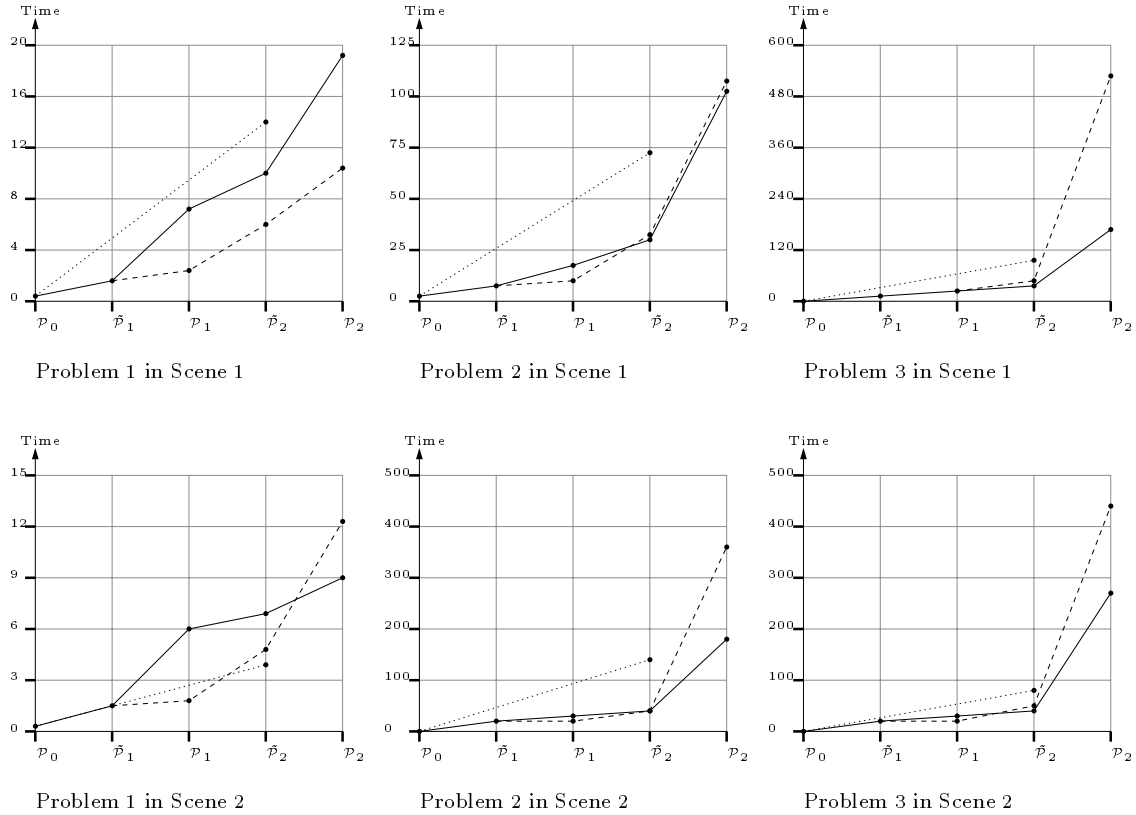 Time
20
16
12
8
4
0
𝒫0 𝒫̃1 𝒫1 𝒫̃2 𝒫2
Problem 1 in Scene 1
Time
125
100
75
50
25
0
𝒫0 𝒫̃1 𝒫1 𝒫̃2 𝒫2
Problem 2 in Scene 1
Time
600
480
360
240
120
0
𝒫0 𝒫̃1 𝒫1 𝒫̃2 𝒫2
Problem 3 in Scene 1
Time
15
12
9
6
3
0
𝒫0 𝒫̃1 𝒫1 𝒫̃2 𝒫2
Problem 1 in Scene 2
Time
500
400
300
200
100
0
𝒫0 𝒫̃1 𝒫1 𝒫̃2 𝒫2
Problem 2 in Scene 2
Time
500
400
300
200
100
0
𝒫0 𝒫̃1 𝒫1 𝒫̃2 𝒫2
Problem 3 in Scene 2